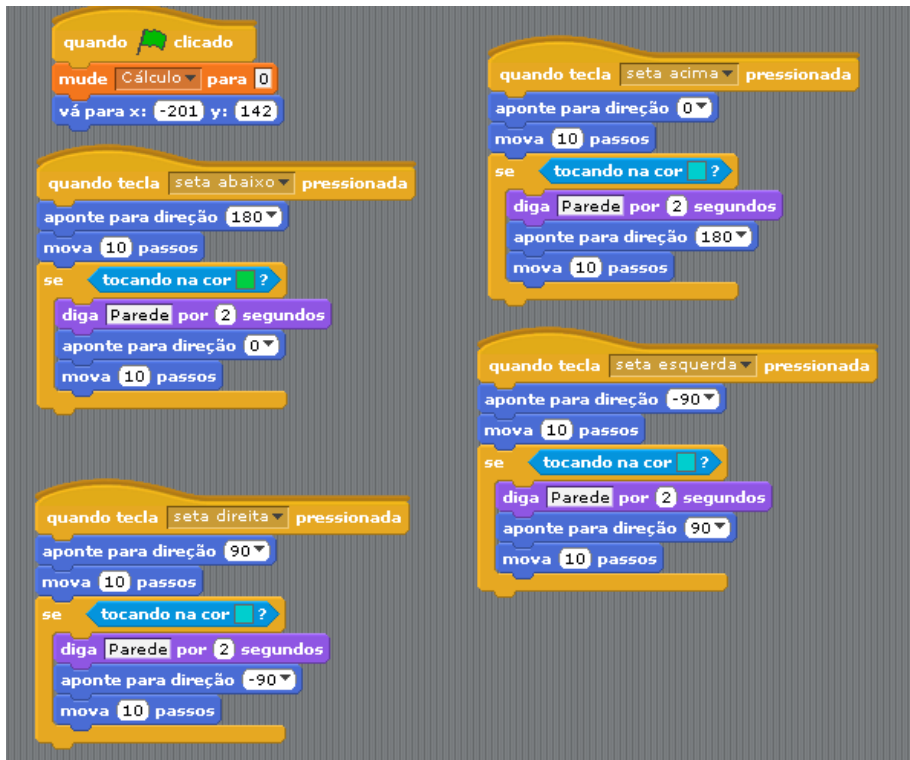 quando clicado
mude Cálculo para 0
vá para x: -201 y: 142
quando tecla seta abaixo pressionada
aponte para direção 180
mova 10 passos
se tocando na cor ?
diga Parede por 2 segundos
aponte para direção 0
mova 10 passos
quando tecla seta direita pressionada
aponte para direção 90
mova 10 passos
se tocando na cor ?
diga Parede por 2 segundos
aponte para direção -90
mova 10 passos
quando tecla seta acima pressionada
aponte para direção 0
mova 10 passos
se tocando na cor ?
diga Parede por 2 segundos
aponte para direção 180
mova 10 passos
quando tecla seta esquerda pressionada
aponte para direção -90
mova 10 passos
se tocando na cor ?
diga Parede por 2 segundos
aponte para direção 90
mova 10 passos